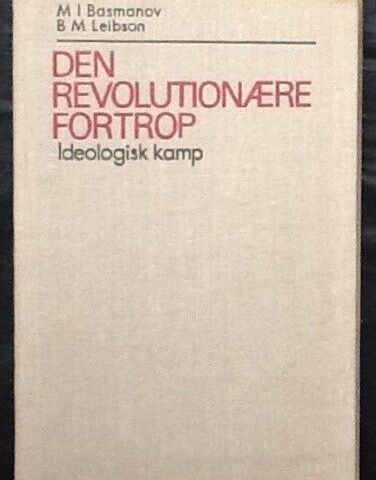 M I Basmanov
B M Leibson
DEN
REVOLUTIONÆRE
FORTROP
Ideologisk kamp